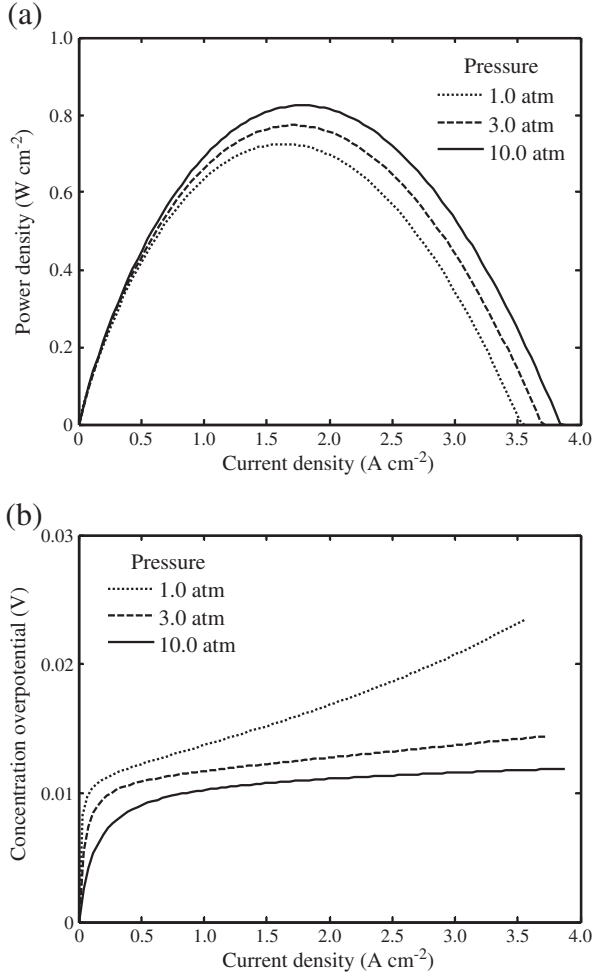 (a)
1.0
0.8
0.6
0.4
0.2
0
Power density (W cm-2)
Pressure
1.0 atm
3.0 atm
10.0 atm
0 0.5 1.0 1.5 2.0 2.5 3.0 3.5 4.0
Current density (A cm-2)
(b)
0.03
0.02
0.01
0
Concentration overpotential (V)
Pressure
1.0 atm
3.0 atm
10.0 atm
0 0.5 1.0 1.5 2.0 2.5 3.0 3.5 4.0
Current density (A cm-2)